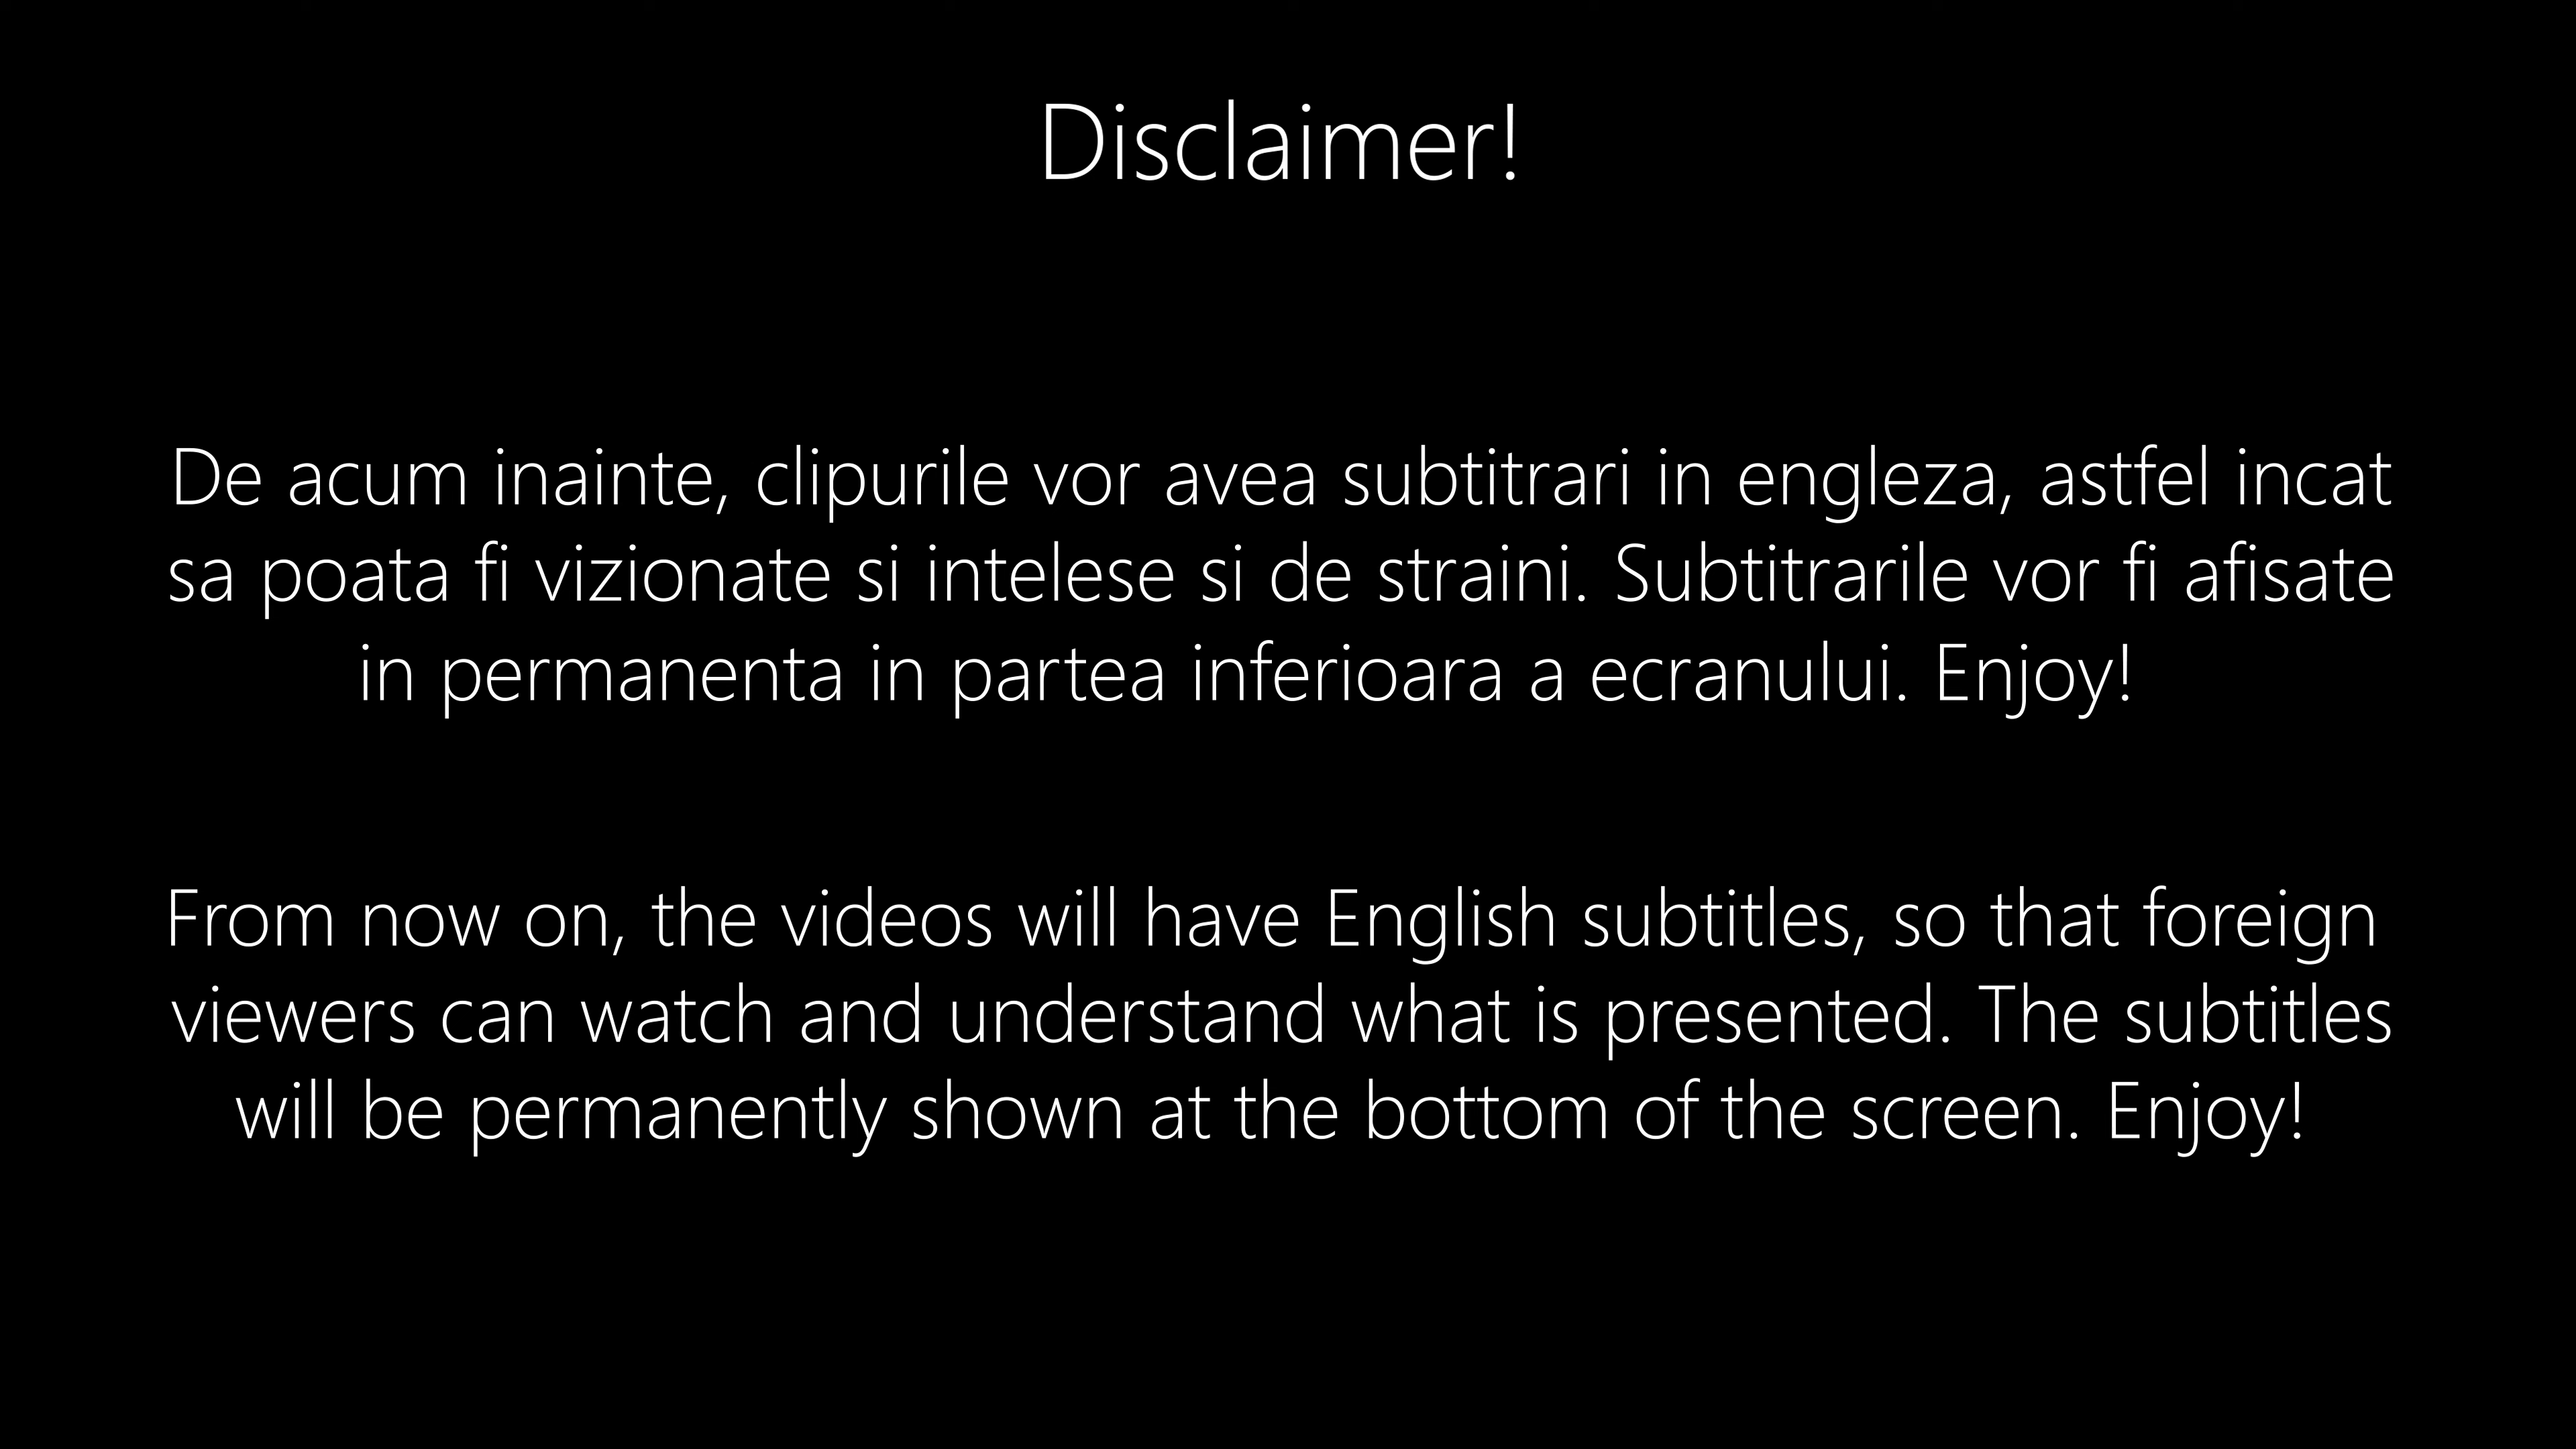 Disclaimer!
De acum inainte, clipurile vor avea subtitrari in engleza, astfel incat
sa poata fi vizionate si intelese si de straini. Subtitrarile vor fi afisate
in permanenta in partea inferioara a ecranului. Enjoy!
From now on, the videos will have English subtitles, so that foreign
viewers can watch and understand what is presented. The subtitles
will be permanently shown at the bottom of the screen. Enjoy!